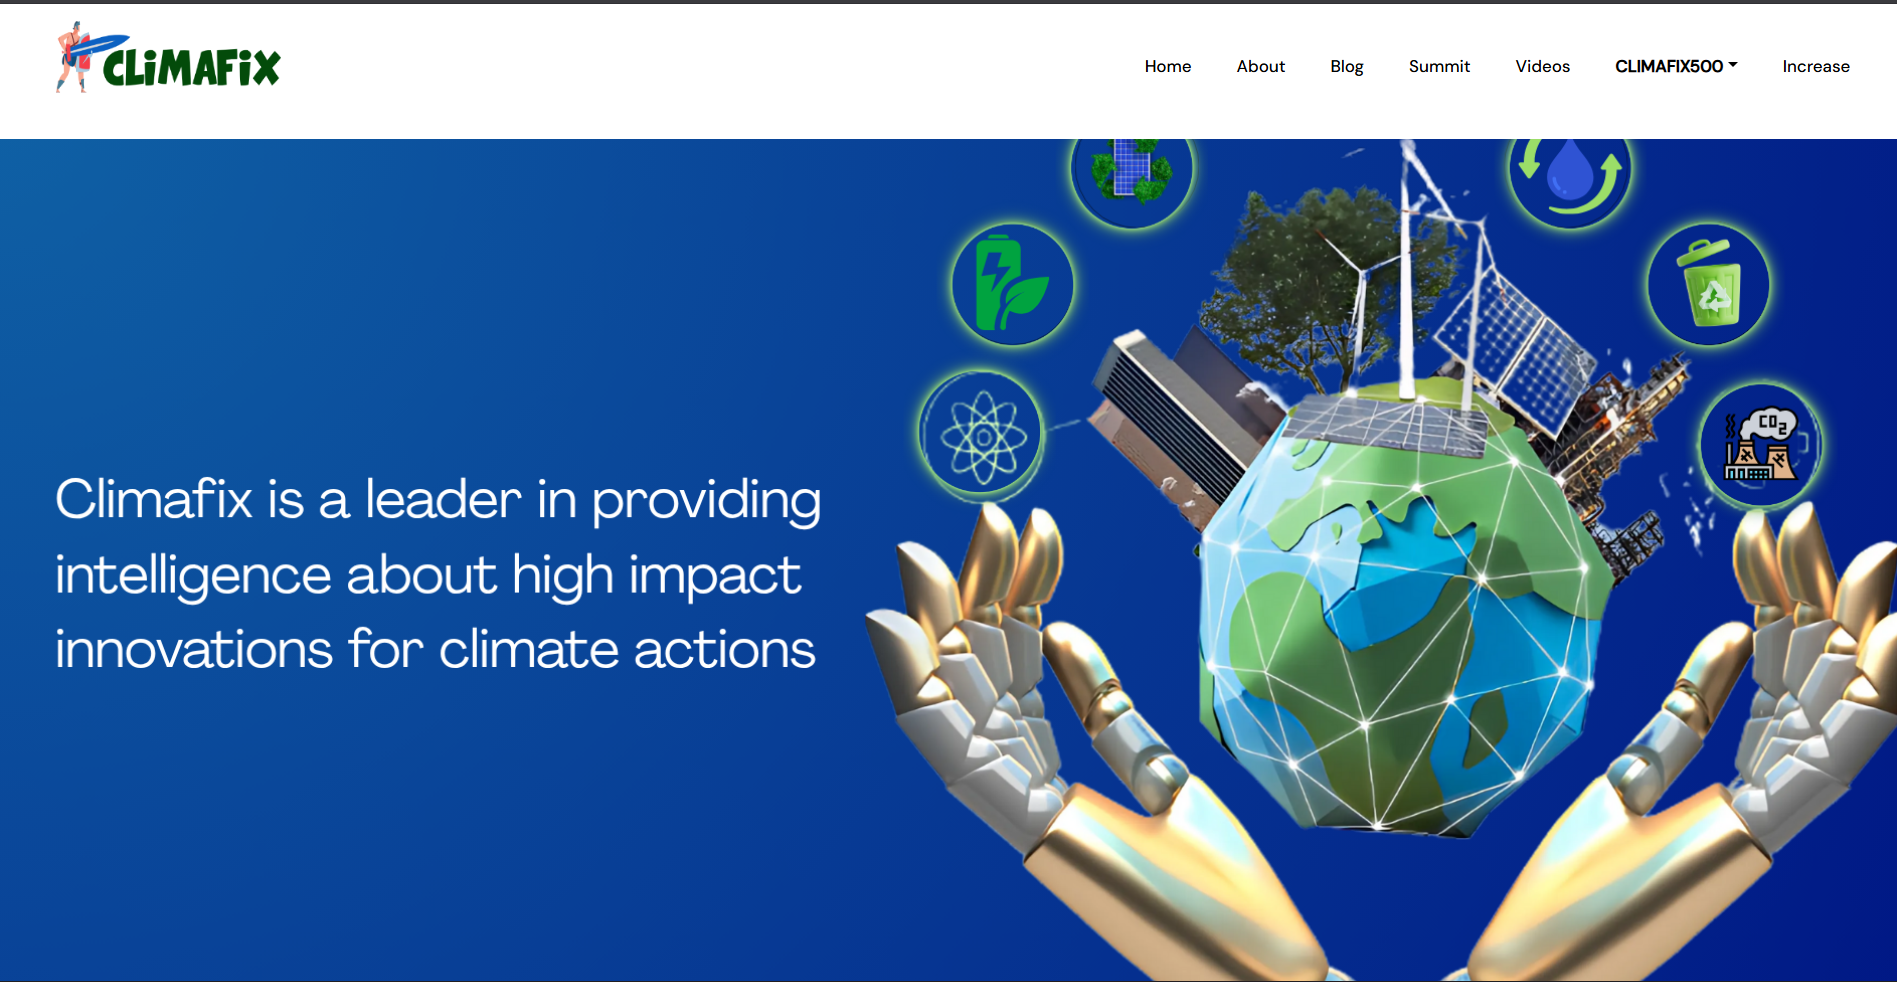 CLiMAFiX
Home About Blog Summit Videos CLIMAFIX500 Increase
Climafix is a leader in providing
intelligence about high impact
innovations for climate actions
CO2